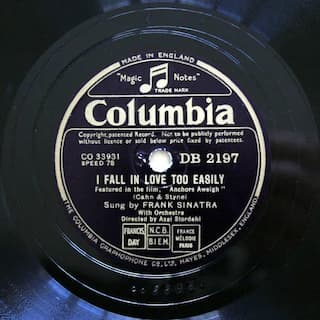 MADE IN ENGLAND
"Magic Notes"
TRADE MARK
Columbia
Copyright, patented Record. Not to be publicly performed
without licence or sold below price fixed by patentees.
CO 33931
SPEED 78
DB 2197
I FALL IN LOVE TOO EASILY
Featured in the film, "Anchors Aweigh"
(Cahn & Styne)
Sung by FRANK SINATRA
With Orchestra
Directed by Axel Stordahl
FRANCIS DAY
N.C.B. B.I.E.M.
FRANCE MÉLODIE PARIS
THE COLUMBIA GRAPHOPHONE CO., LTD., HAYES, MIDDLESEX, ENGLAND